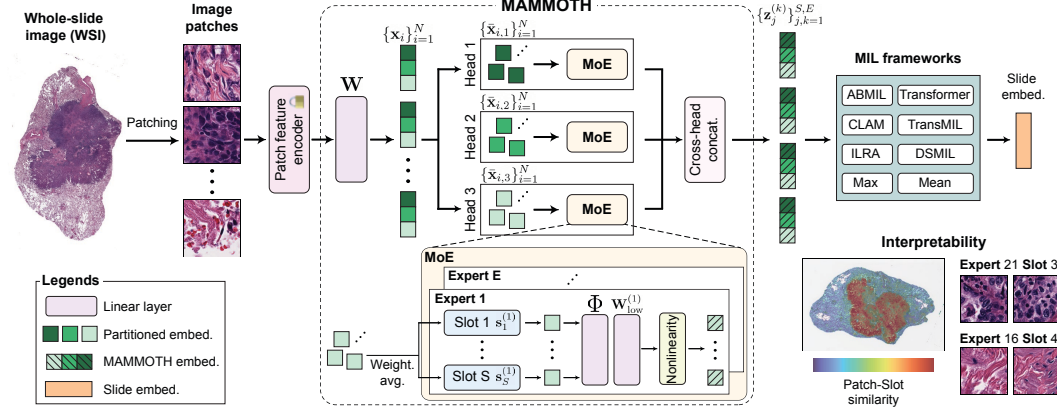 MAMMOTH
Whole-slide
image (WSI)
Image
patches
Patching
Patch feature
encoder
W
{x_i}_{i=1}^N
Head 1
{x̄_{i,1}}_{i=1}^N
MoE
Head 2
{x̄_{i,2}}_{i=1}^N
MoE
Head 3
{x̄_{i,3}}_{i=1}^N
MoE
Cross-head
concat.
{z_j^{(k)}}_{j,k=1}^{S,E}
MIL frameworks
ABMIL
Transformer
CLAM
TransMIL
ILRA
DSMIL
Max
Mean
Slide
embed.
Legends
Linear layer
Partitioned embed.
MAMMOTH embed.
Slide embed.
MoE
Expert E
Expert 1
Weight.
avg.
Slot 1 s_1^{(1)}
Slot S s_S^{(1)}
Φ
W_{low}^{(1)}
Nonlinearity
Interpretability
Patch-Slot
similarity
Expert 21 Slot 3
Expert 16 Slot 4